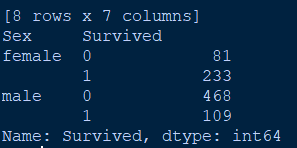 [8 rows x 7 columns]
Sex     Survived
female  0            81
        1           233
male    0           468
        1           109
Name: Survived, dtype: int64